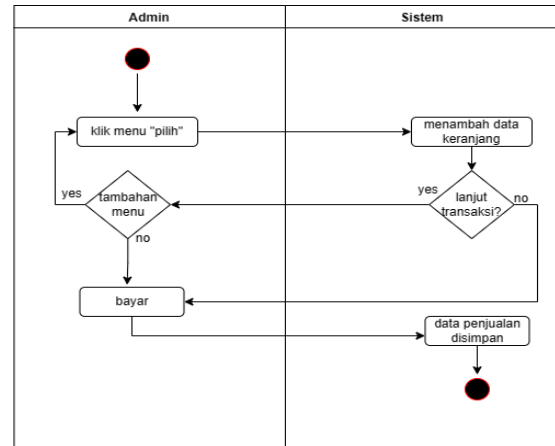 Admin
Sistem
klik menu "pilih"
menambah data
keranjang
yes
tambahan
menu
no
yes
lanjut
transaksi?
no
bayar
data penjualan
disimpan